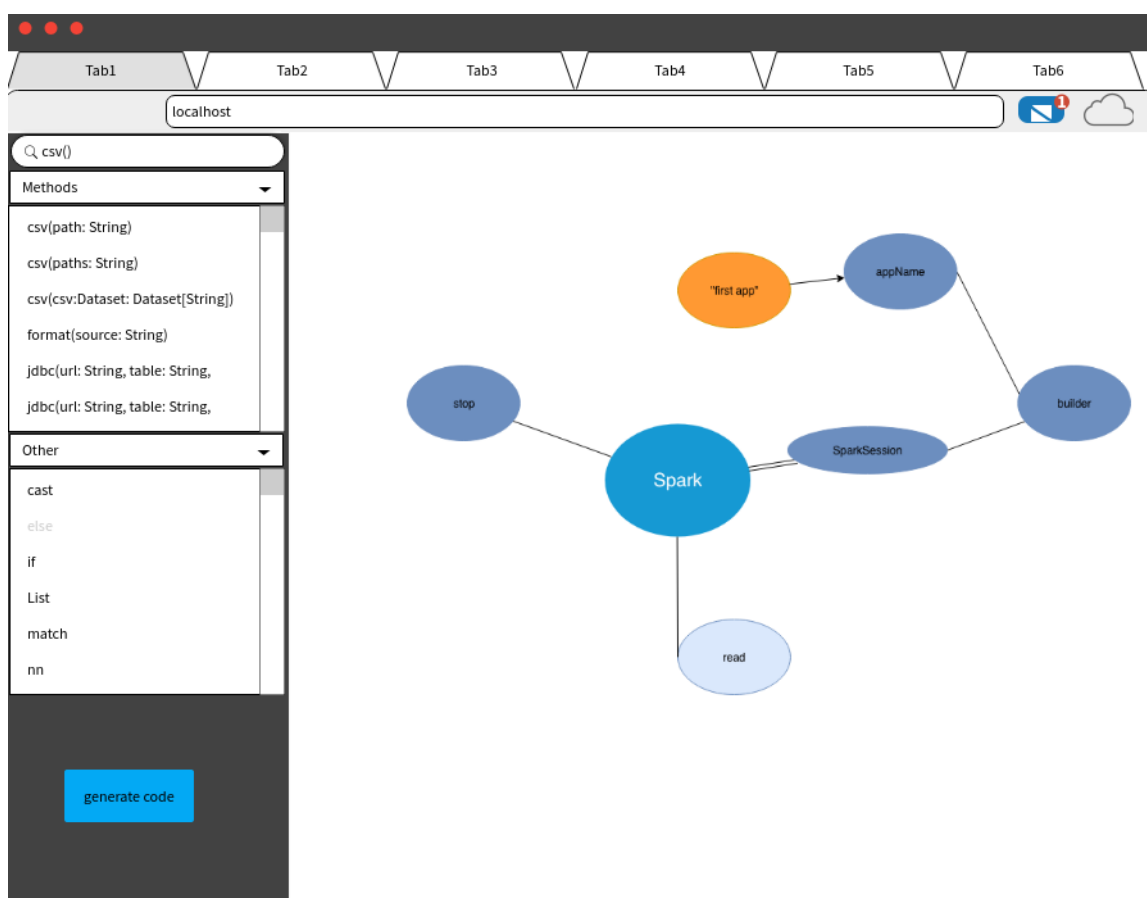 Tab1
Tab2
Tab3
Tab4
Tab5
Tab6
localhost
1
csv()
Methods
csv(path: String)
csv(paths: String)
csv(csv:Dataset: Dataset[String])
format(source: String)
jdbc(url: String, table: String,
jdbc(url: String, table: String,
Other
cast
else
if
List
match
nn
generate code
"first app"
appName
stop
builder
SparkSession
Spark
read